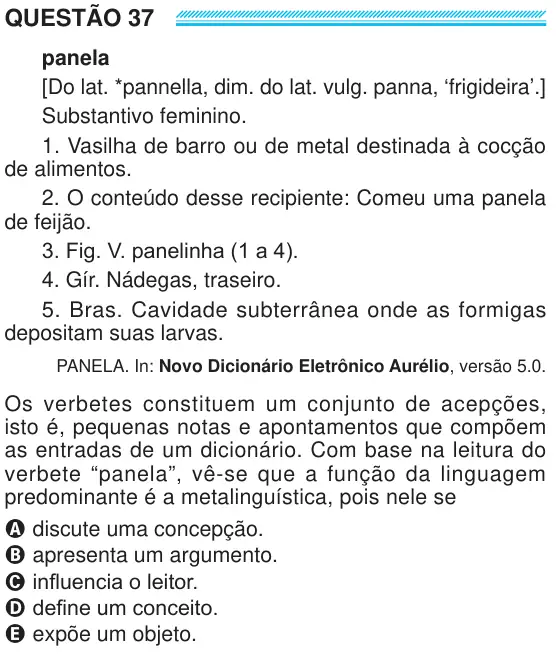 QUESTÃO 37
panela
[Do lat. *pannella, dim. do lat. vulg. panna, ‘frigideira’.]
Substantivo feminino.
1. Vasilha de barro ou de metal destinada à cocção
de alimentos.
2. O conteúdo desse recipiente: Comeu uma panela
de feijão.
3. Fig. V. panelinha (1 a 4).
4. Gír. Nádegas, traseiro.
5. Bras. Cavidade subterrânea onde as formigas
depositam suas larvas.
PANELA. In: Novo Dicionário Eletrônico Aurélio, versão 5.0.
Os verbetes constituem um conjunto de acepções,
isto é, pequenas notas e apontamentos que compõem
as entradas de um dicionário. Com base na leitura do
verbete “panela”, vê-se que a função da linguagem
predominante é a metalinguística, pois nele se
A discute uma concepção.
B apresenta um argumento.
C influencia o leitor.
D define um conceito.
E expõe um objeto.